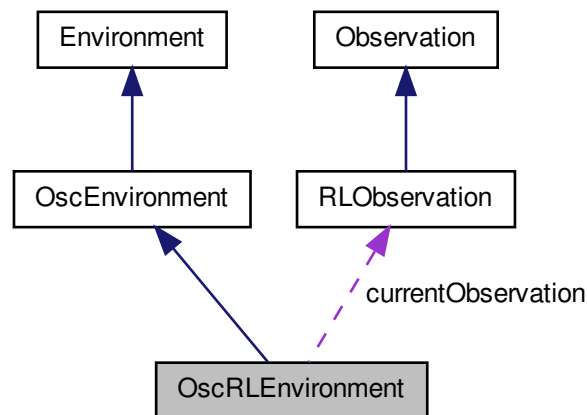 Environment
Observation
OscEnvironment
RLObservation
currentObservation
OscRLEnvironment